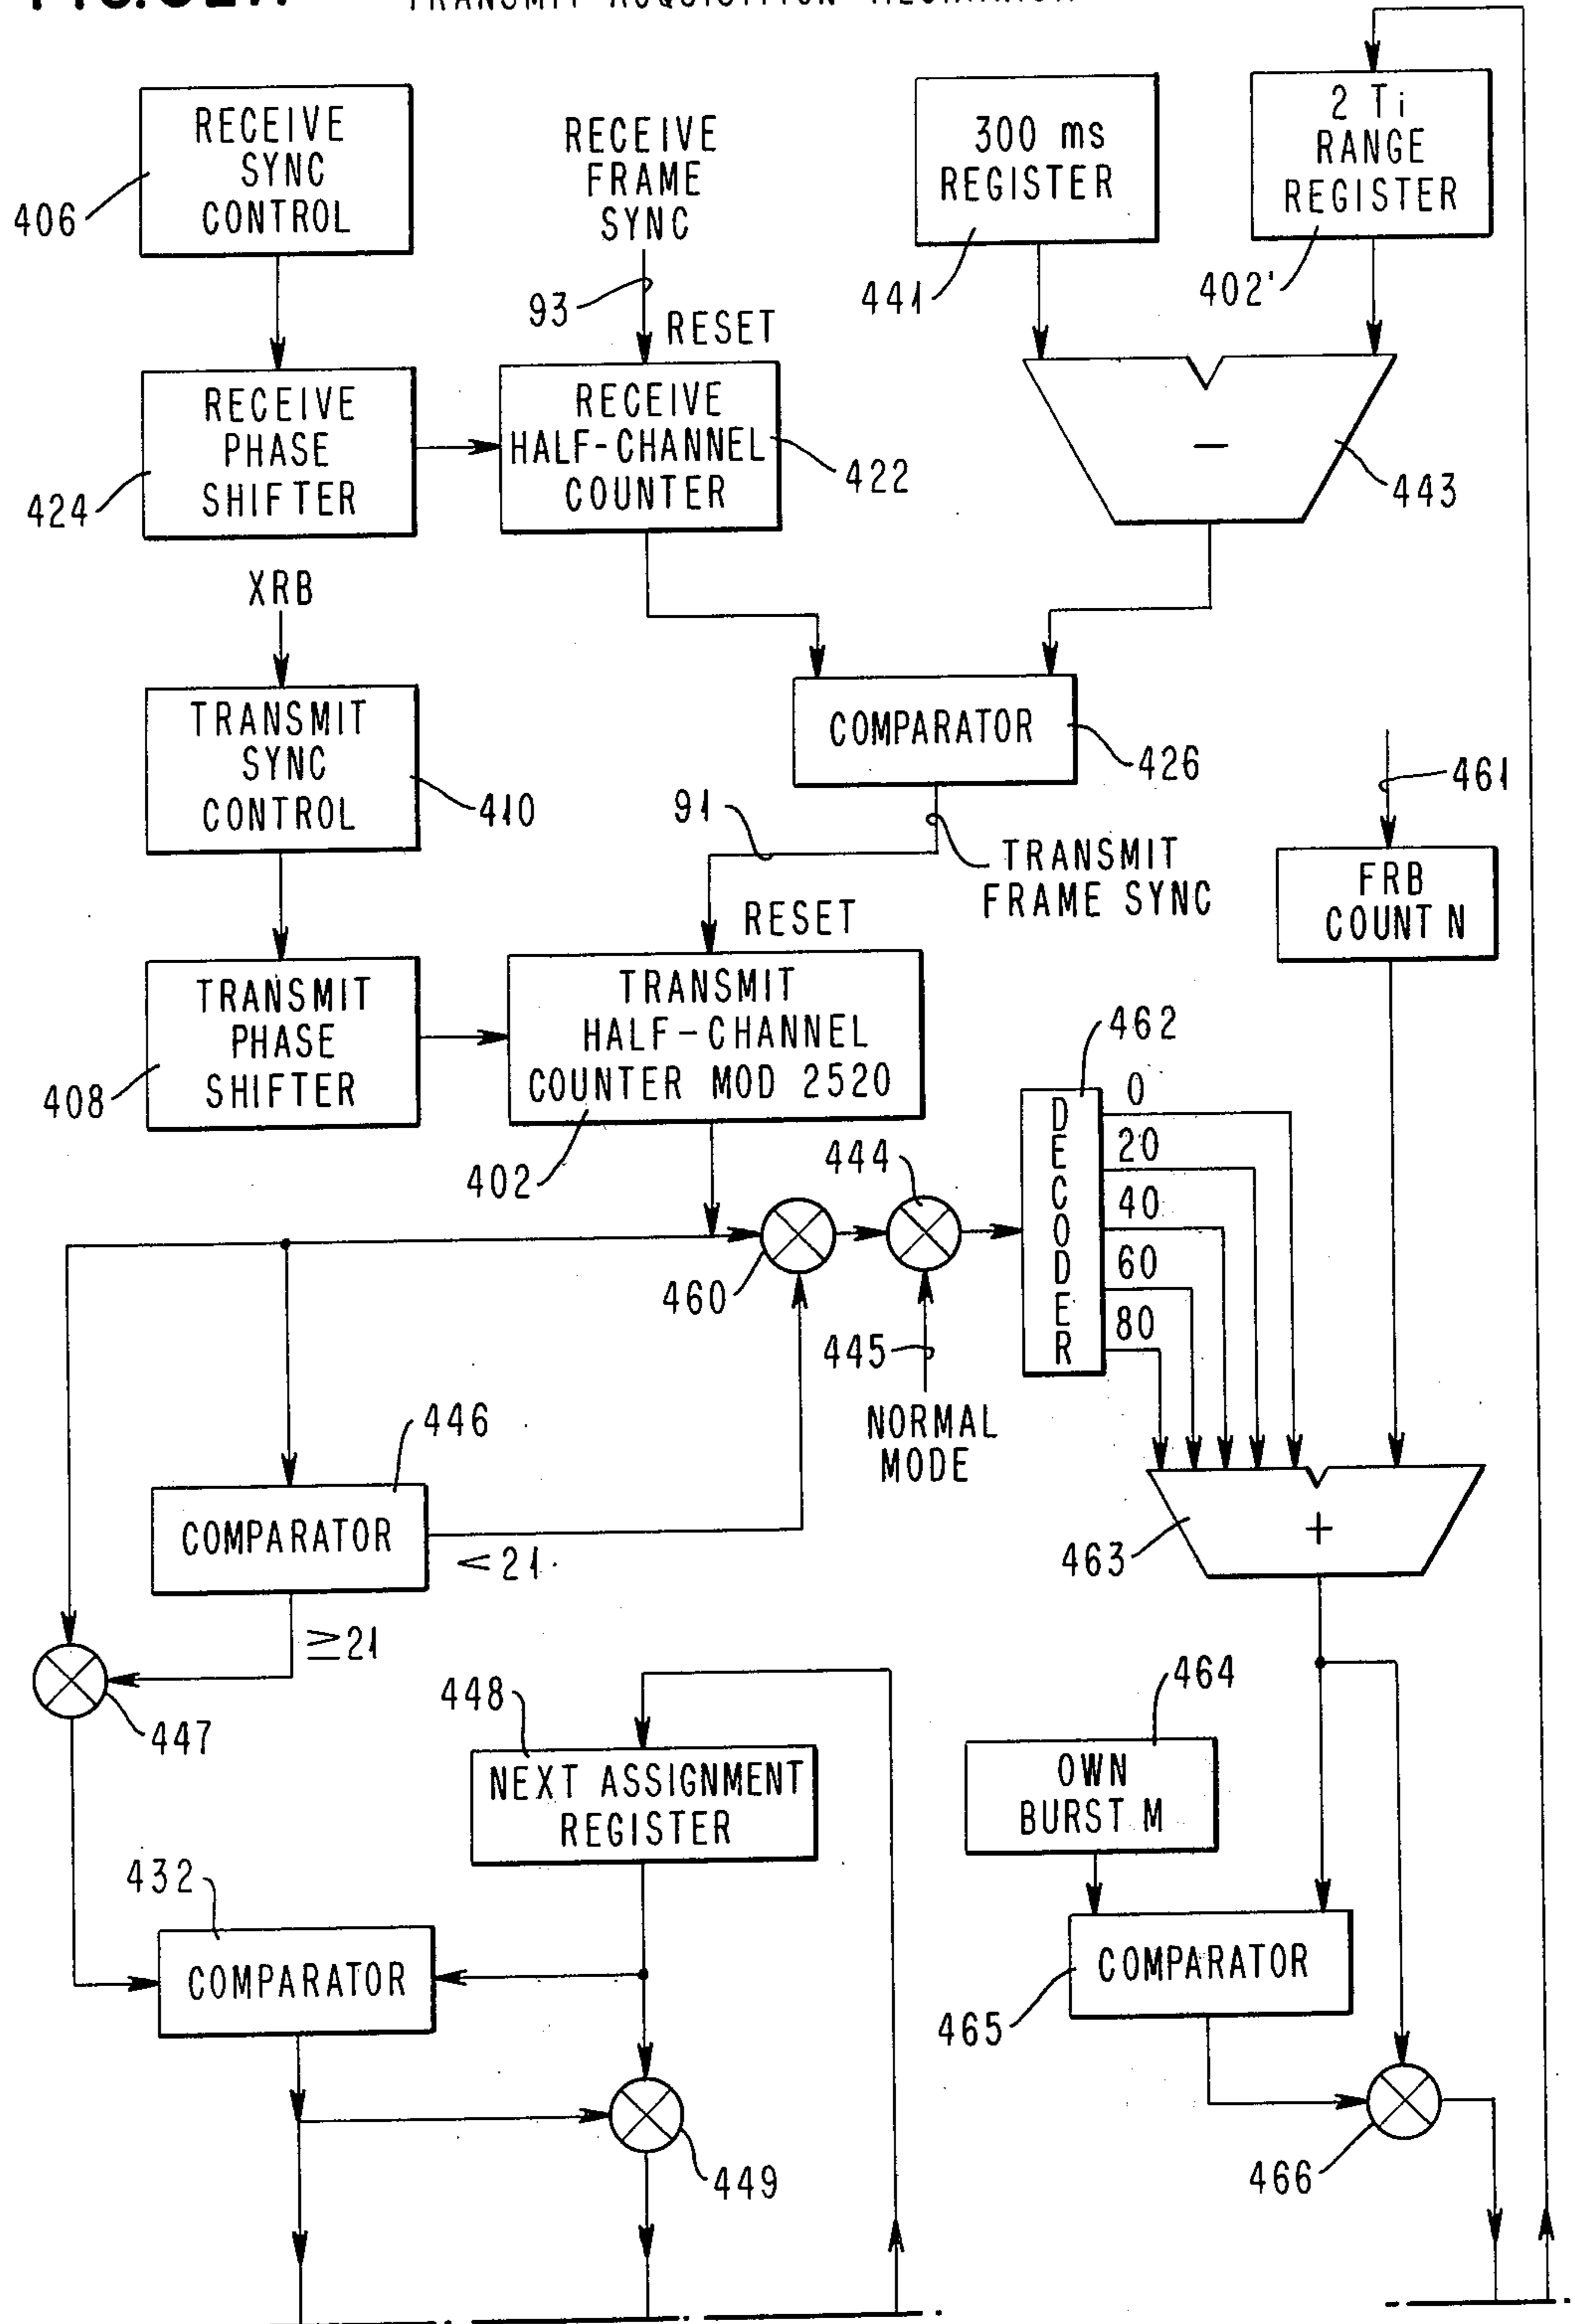 TRANSMIT ACQUISITION MECHANISM
RECEIVE
SYNC
CONTROL
406
RECEIVE
FRAME
SYNC
93
RESET
300 ms
REGISTER
441
2 Ti
RANGE
REGISTER
402'
RECEIVE
PHASE
SHIFTER
424
RECEIVE
HALF-CHANNEL
COUNTER
422
−
443
XRB
TRANSMIT
SYNC
CONTROL
410
COMPARATOR
426
91
TRANSMIT
FRAME SYNC
461
FRB
COUNT N
RESET
TRANSMIT
PHASE
SHIFTER
408
TRANSMIT
HALF-CHANNEL
COUNTER MOD 2520
402
444
460
445
NORMAL
MODE
462
DECODER
0
20
40
60
80
446
COMPARATOR
<21
≥21
447
+
463
448
NEXT ASSIGNMENT
REGISTER
464
OWN
BURST M
432
COMPARATOR
COMPARATOR
465
449
466